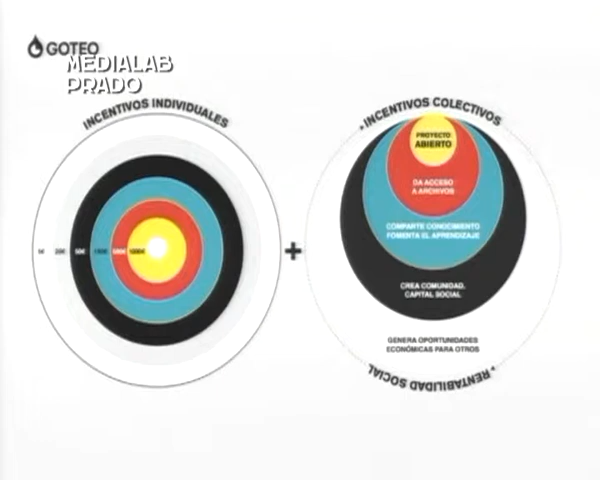 GOTEO
MEDIALAB
PRADO
INCENTIVOS INDIVIDUALES
INCENTIVOS COLECTIVOS
PROYECTO
ABIERTO
DA ACCESO
A ARCHIVOS
COMPARTE CONOCIMIENTO
FOMENTA EL APRENDIZAJE
+
CREA COMUNIDAD,
CAPITAL SOCIAL
GENERA OPORTUNIDADES
ECONÓMICAS PARA OTROS
RENTABILIDAD SOCIAL